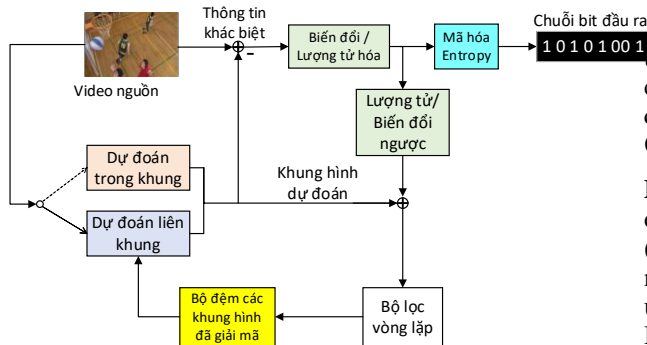 Thông tin
khác biệt
Chuỗi bit đầu ra
Biến đổi /
Lượng tử hóa
Mã hóa
Entropy
1 0 1 0 1 00 1
-
Video nguồn
Lượng tử/
Biến đổi
ngược
Dự đoán
trong khung
Khung hình
dự đoán
Dự đoán liên
khung
Bộ đệm các
khung hình
đã giải mã
Bộ lọc
vòng lặp